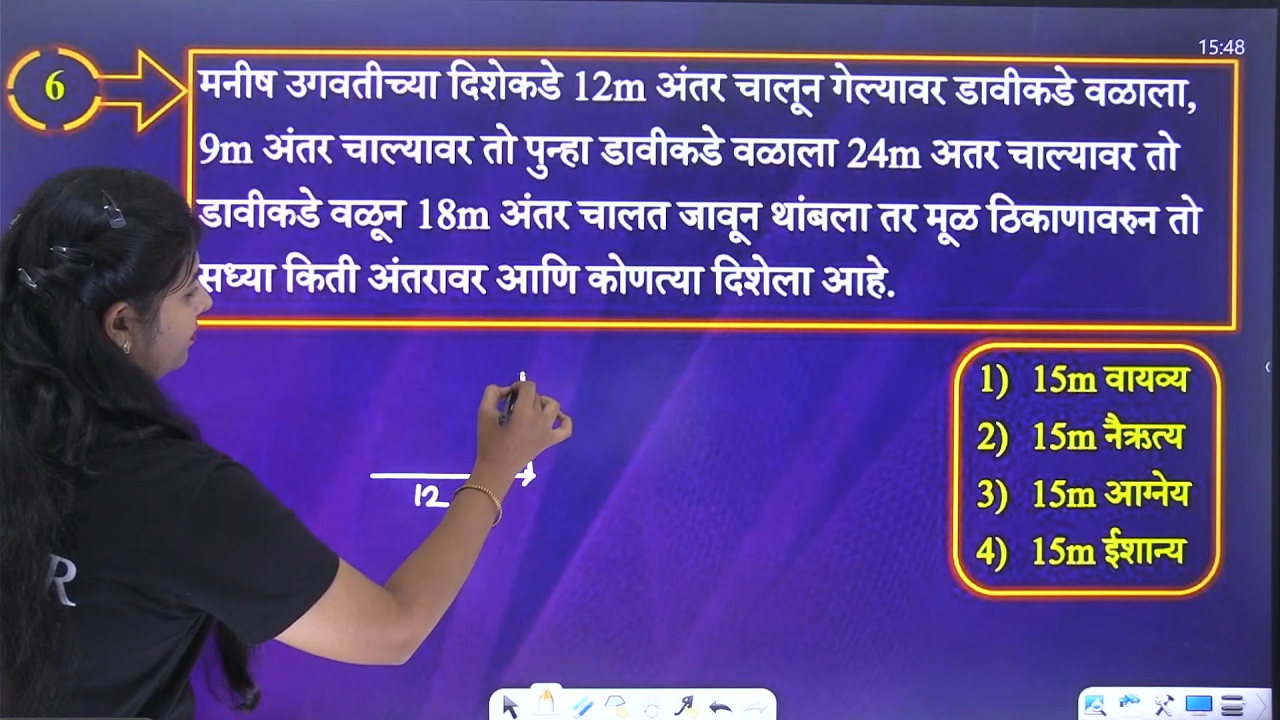 15:48
6
मनीष उगवतीच्या दिशेकडे 12m अंतर चालून गेल्यावर डावीकडे वळाला,
9m अंतर चाल्यावर तो पुन्हा डावीकडे वळाला 24m अतर चाल्यावर तो
डावीकडे वळून 18m अंतर चालत जावून थांबला तर मूळ ठिकाणावरुन तो
सध्या किती अंतरावर आणि कोणत्या दिशेला आहे.
1) 15m वायव्य
2) 15m नैऋत्य
3) 15m आग्नेय
4) 15m ईशान्य
12
R